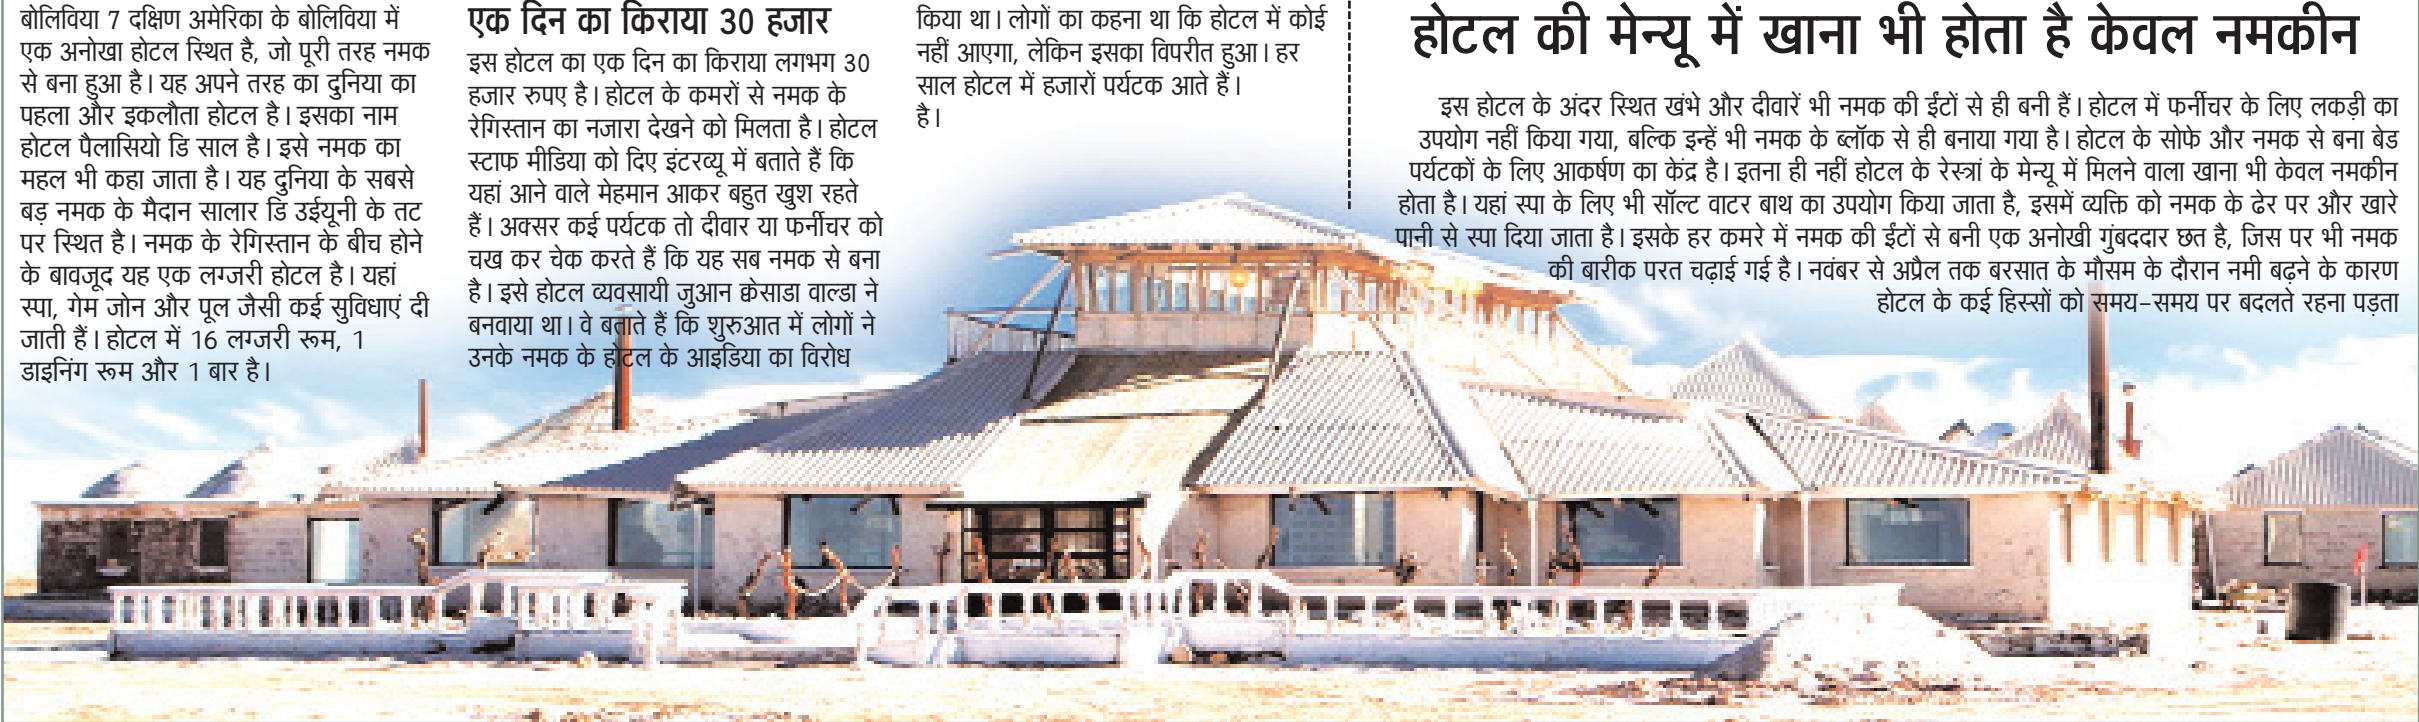 बोलिविया 7 दक्षिण अमेरिका के बोलिविया में
एक अनोखा होटल स्थित है, जो पूरी तरह नमक
से बना हुआ है। यह अपने तरह का दुनिया का
पहला और इकलौता होटल है। इसका नाम
होटल पैलासियो डि साल है। इसे नमक का
महल भी कहा जाता है। यह दुनिया के सबसे
बड़ नमक के मैदान सालार डि उईयूनी के तट
पर स्थित है। नमक के रेगिस्तान के बीच होने
के बावजूद यह एक लग्जरी होटल है। यहां
स्पा, गेम जोन और पूल जैसी कई सुविधाएं दी
जाती हैं। होटल में 16 लग्जरी रूम, 1
डाइनिंग रूम और 1 बार है।
एक दिन का किराया 30 हजार
इस होटल का एक दिन का किराया लगभग 30
हजार रुपए है। होटल के कमरों से नमक के
रेगिस्तान का नजारा देखने को मिलता है। होटल
स्टाफ मीडिया को दिए इंटरव्यू में बताते हैं कि
यहां आने वाले मेहमान आकर बहुत खुश रहते
हैं। अक्सर कई पर्यटक तो दीवार या फर्नीचर को
चख कर चेक करते हैं कि यह सब नमक से बना
है। इसे होटल व्यवसायी जुआन क्रेसाडा वाल्डा ने
बनवाया था। वे बताते हैं कि शुरुआत में लोगों ने
उनके नमक के होटल के आइडिया का विरोध
किया था। लोगों का कहना था कि होटल में कोई
नहीं आएगा, लेकिन इसका विपरीत हुआ। हर
साल होटल में हजारों पर्यटक आते हैं।
है।
होटल की मेन्यू में खाना भी होता है केवल नमकीन
इस होटल के अंदर स्थित खंभे और दीवारें भी नमक की ईंटों से ही बनी हैं। होटल में फर्नीचर के लिए लकड़ी का
उपयोग नहीं किया गया, बल्कि इन्हें भी नमक के ब्लॉक से ही बनाया गया है। होटल के सोफे और नमक से बना बेड
पर्यटकों के लिए आकर्षण का केंद्र है। इतना ही नहीं होटल के रेस्त्रां के मेन्यू में मिलने वाला खाना भी केवल नमकीन
होता है। यहां स्पा के लिए भी सॉल्ट वाटर बाथ का उपयोग किया जाता है, इसमें व्यक्ति को नमक के ढेर पर और खारे
पानी से स्पा दिया जाता है। इसके हर कमरे में नमक की ईंटों से बनी एक अनोखी गुंबददार छत है, जिस पर भी नमक
की बारीक परत चढ़ाई गई है। नवंबर से अप्रैल तक बरसात के मौसम के दौरान नमी बढ़ने के कारण
होटल के कई हिस्सों को समय-समय पर बदलते रहना पड़ता